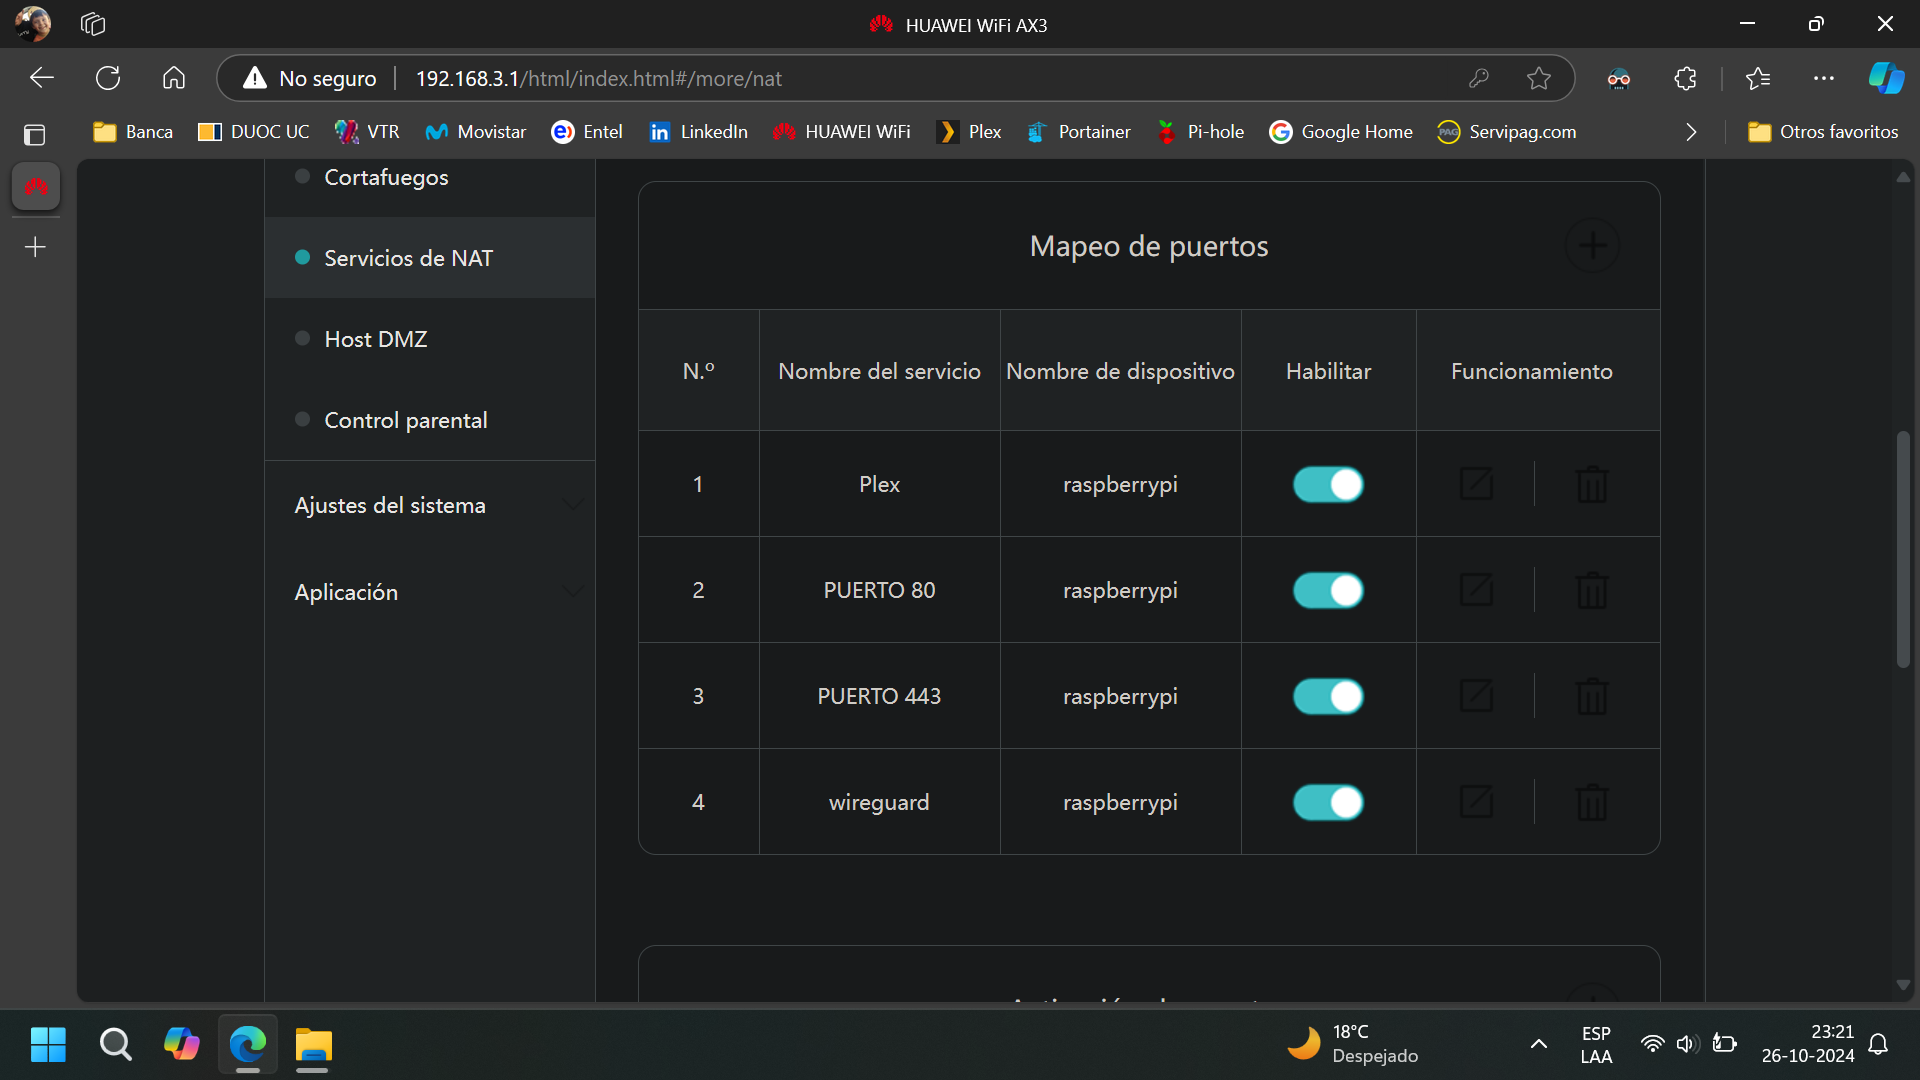 HUAWEI WiFi AX3
No seguro
192.168.3.1/html/index.html#/more/nat
Banca
DUOC UC
VTR
Movistar
Entel
LinkedIn
HUAWEI WiFi
Plex
Portainer
Pi-hole
Google Home
Servipag.com
Otros favoritos
Cortafuegos
Servicios de NAT
Host DMZ
Control parental
Ajustes del sistema
Aplicación
Mapeo de puertos
N.º Nombre del servicio Nombre de dispositivo Habilitar Funcionamiento
1 Plex raspberrypi
2 PUERTO 80 raspberrypi
3 PUERTO 443 raspberrypi
4 wireguard raspberrypi
18°C
Despejado
ESP
LAA
23:21
26-10-2024